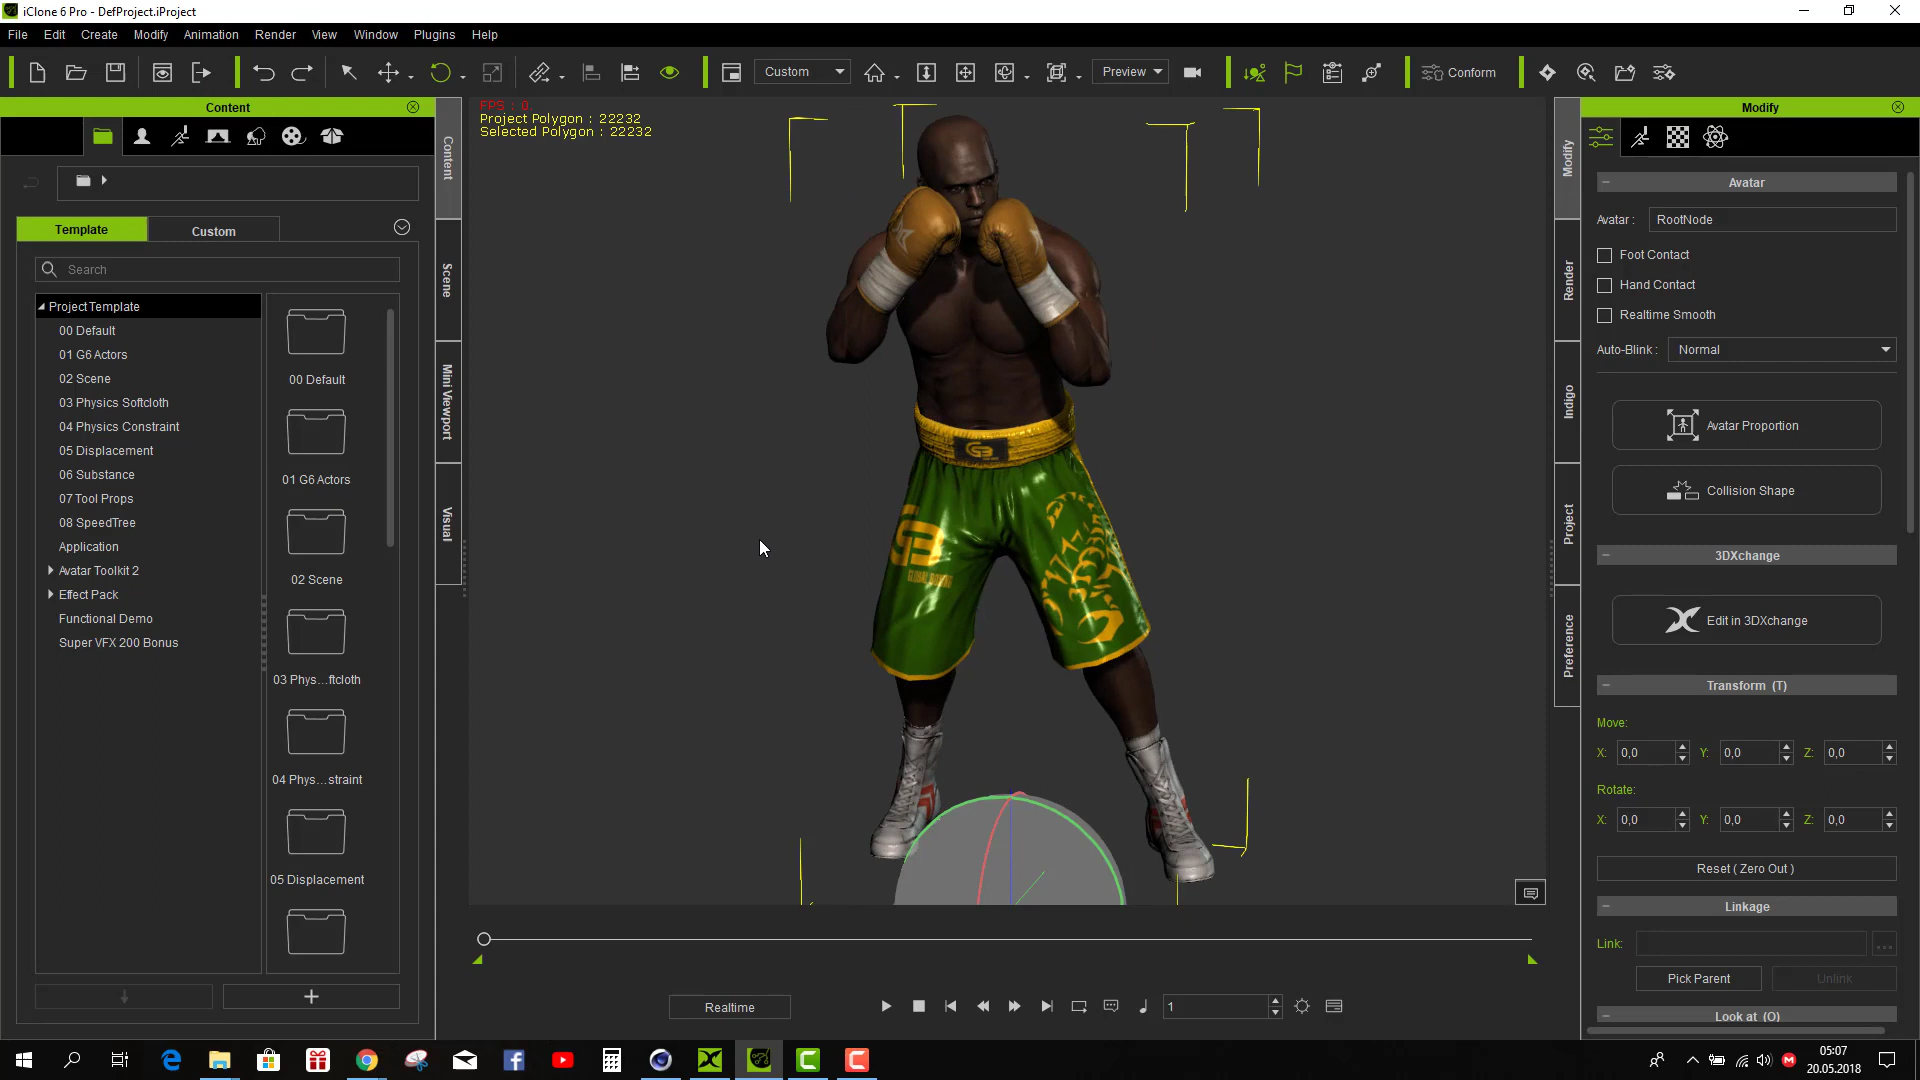 iClone 6 Pro - DefProject.iProject
File Edit Create Modify Animation Render View Window Plugins Help
Custom Preview Conform
Content
FPS : 0.
Project Polygon : 22232
Selected Polygon : 22232
Modify
Template Custom
Search
Project Template
00 Default
01 G6 Actors
02 Scene
03 Physics Softcloth
04 Physics Constraint
05 Displacement
06 Substance
07 Tool Props
08 SpeedTree
Application
Avatar Toolkit 2
Effect Pack
Functional Demo
Super VFX 200 Bonus
00 Default
01 G6 Actors
02 Scene
03 Phys...ftcloth
04 Phys...straint
05 Displacement
Content
Scene
Mini Viewport
Visual
GB
GLOBAL BOXING
Realtime
1
Modify
Render
Indigo
Project
Preference
Avatar
Avatar : RootNode
Foot Contact
Hand Contact
Realtime Smooth
Auto-Blink : Normal
Avatar Proportion
Collision Shape
3DXchange
Edit in 3DXchange
Transform (T)
Move:
X: 0,0 Y: 0,0 Z: 0,0
Rotate:
X: 0,0 Y: 0,0 Z: 0,0
Reset ( Zero Out )
Linkage
Link: ...
Pick Parent Unlink
Look at (O)
05:07
20.05.2018